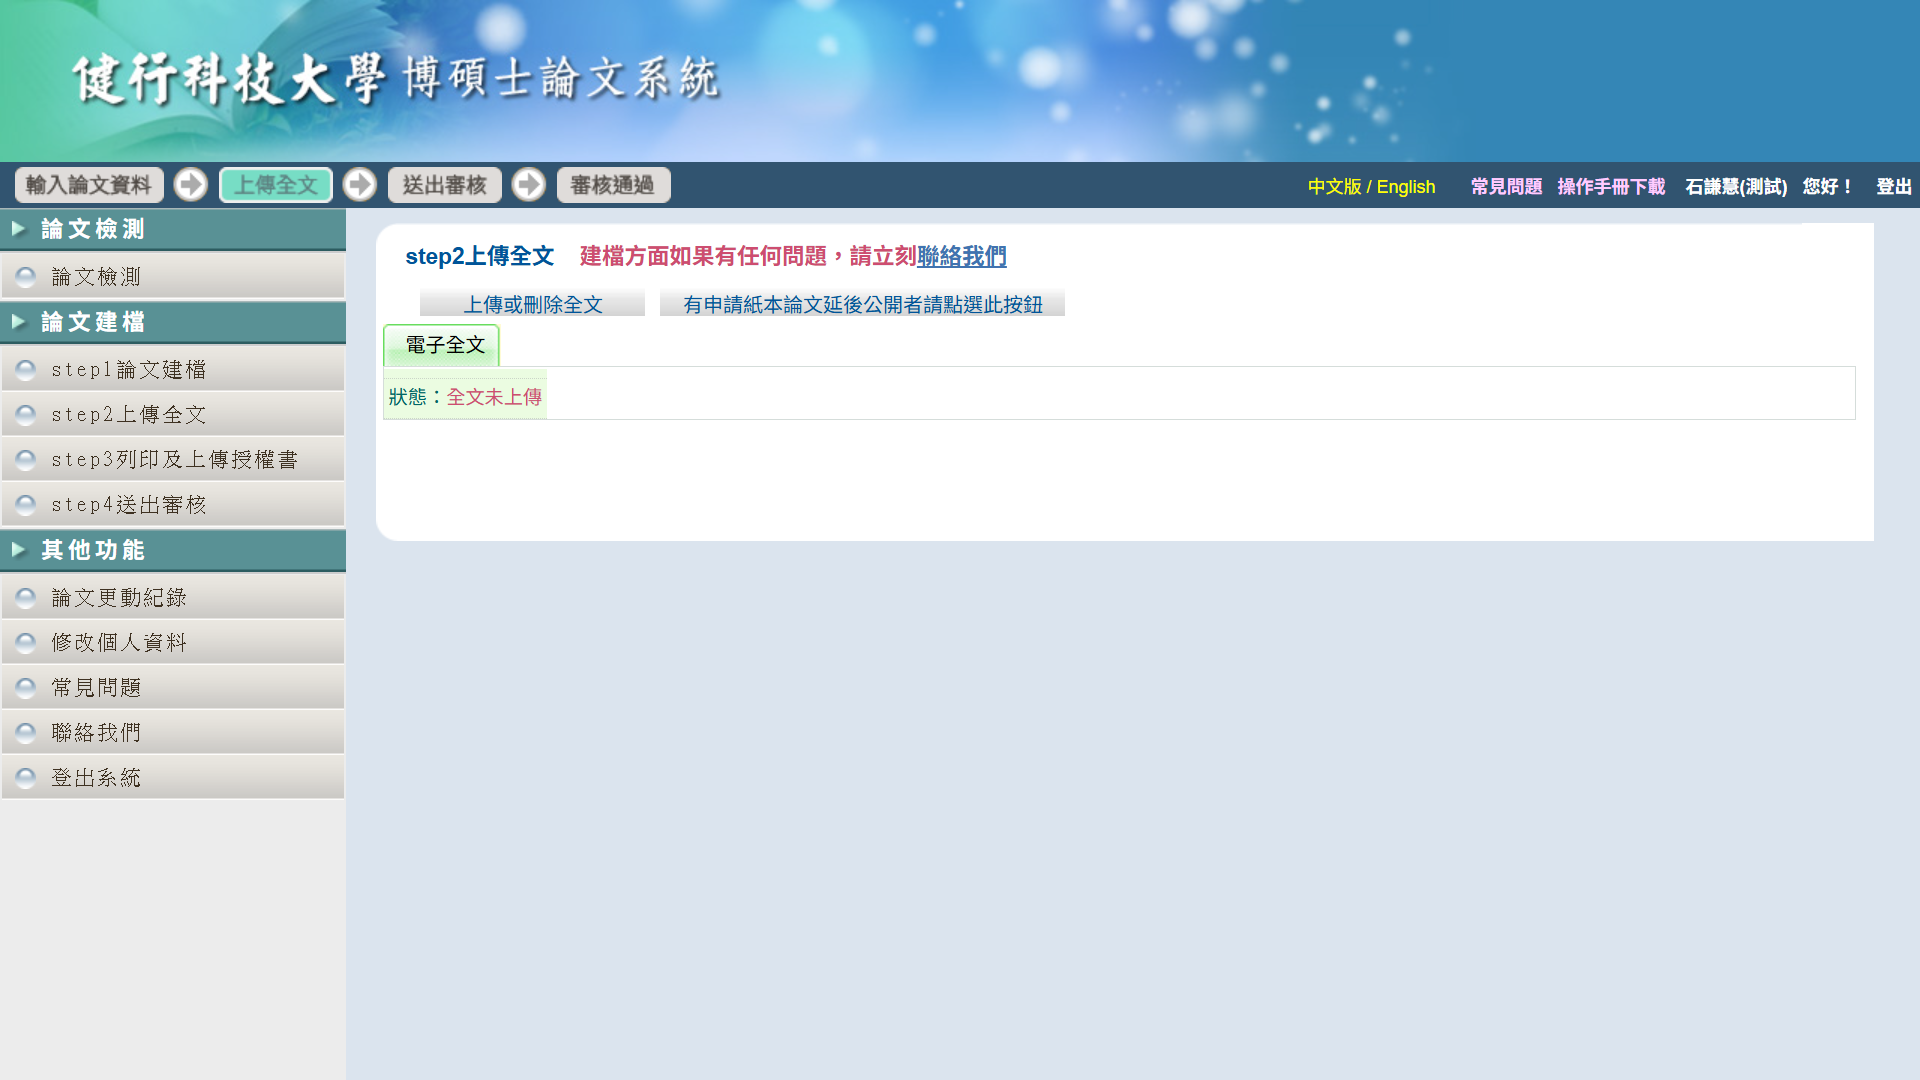 健行科技大學 博碩士論文系統
輸入論文資料 上傳全文 送出審核 審核通過
中文版 / English 常見問題 操作手冊下載 石謙慧(測試) 您好！ 登出
論文檢測
論文檢測
論文建檔
step1論文建檔
step2上傳全文
step3列印及上傳授權書
step4送出審核
其他功能
論文更動紀錄
修改個人資料
常見問題
聯絡我們
登出系統
step2上傳全文 建檔方面如果有任何問題，請立刻聯絡我們
上傳或刪除全文 有申請紙本論文延後公開者請點選此按鈕
電子全文
狀態：全文未上傳